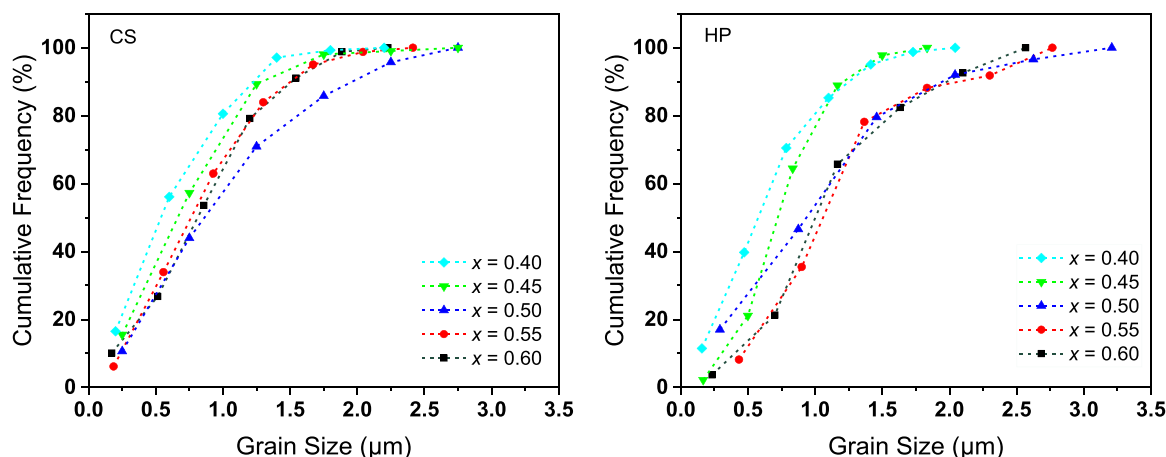 CS
Cumulative Frequency (%)
100
80
60
40
20
0
x = 0.40
x = 0.45
x = 0.50
x = 0.55
x = 0.60
0.0 0.5 1.0 1.5 2.0 2.5 3.0 3.5
Grain Size (µm)
HP
Cumulative Frequency (%)
100
80
60
40
20
0
x = 0.40
x = 0.45
x = 0.50
x = 0.55
x = 0.60
0.0 0.5 1.0 1.5 2.0 2.5 3.0 3.5
Grain Size (µm)